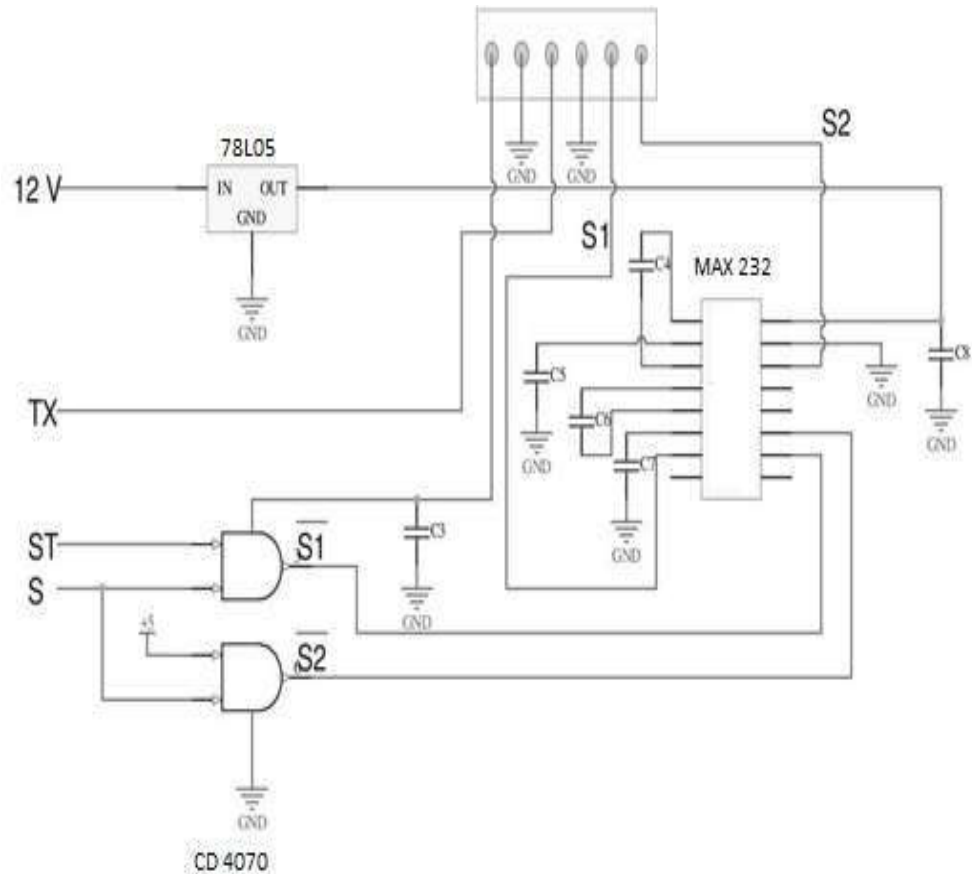 S2
GND
GND
78L05
12 V
IN OUT
GND
S1
C4
MAX 232
GND
C5
C8
GND
TX
C6
GND
GND
C7
ST
S1
C3
GND
S
GND
+5
S2
GND
CD 4070